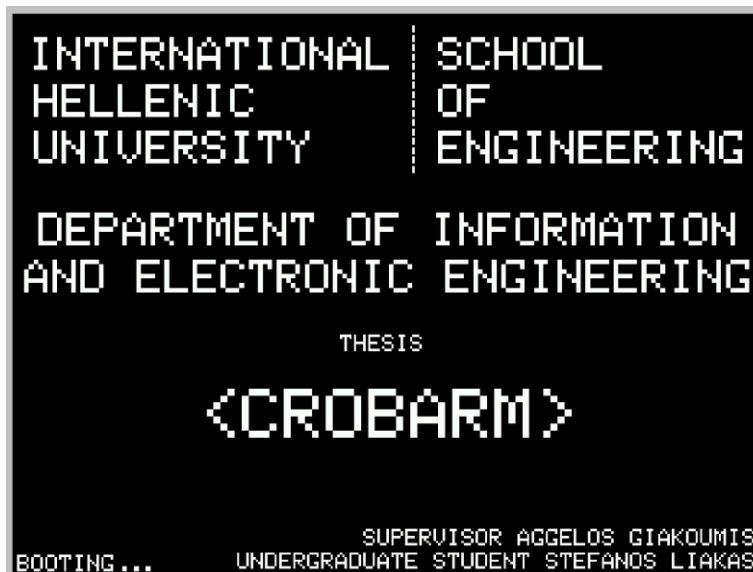 INTERNATIONAL
HELLENIC
UNIVERSITY
SCHOOL
OF
ENGINEERING
DEPARTMENT OF INFORMATION
AND ELECTRONIC ENGINEERING
THESIS
<CROBARM>
SUPERVISOR AGGELOS GIAKOUMIS
BOOTING... UNDERGRADUATE STUDENT STEFANOS LIAKAS